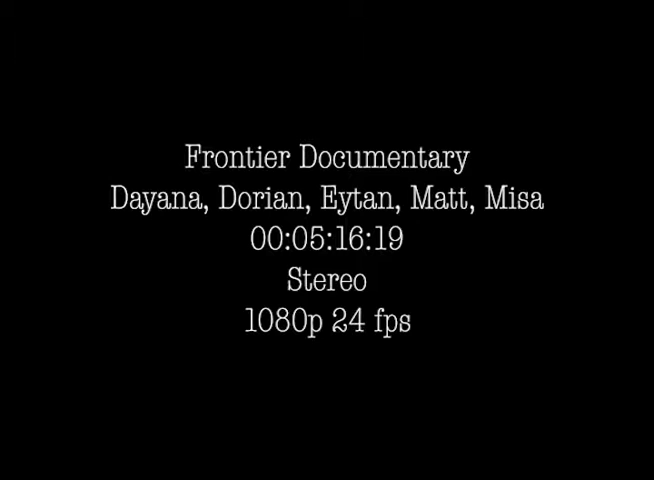 Frontier Documentary
Dayana, Dorian, Eytan, Matt, Misa
00:05:16:19
Stereo
1080p 24 fps